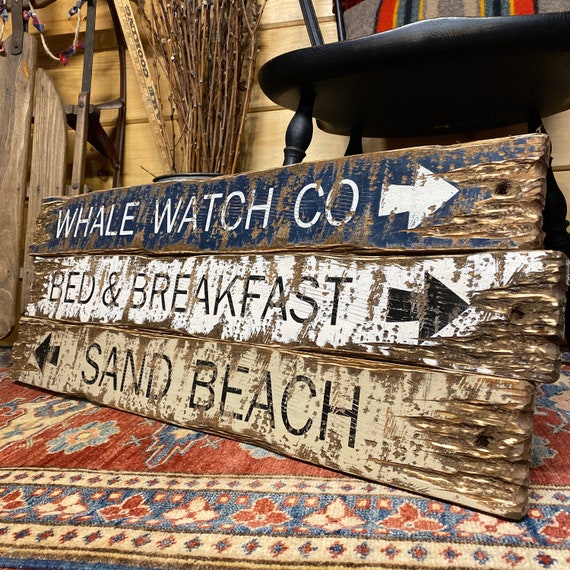 WHALE WATCH CO
BED & BREAKFAST
SAND BEACH